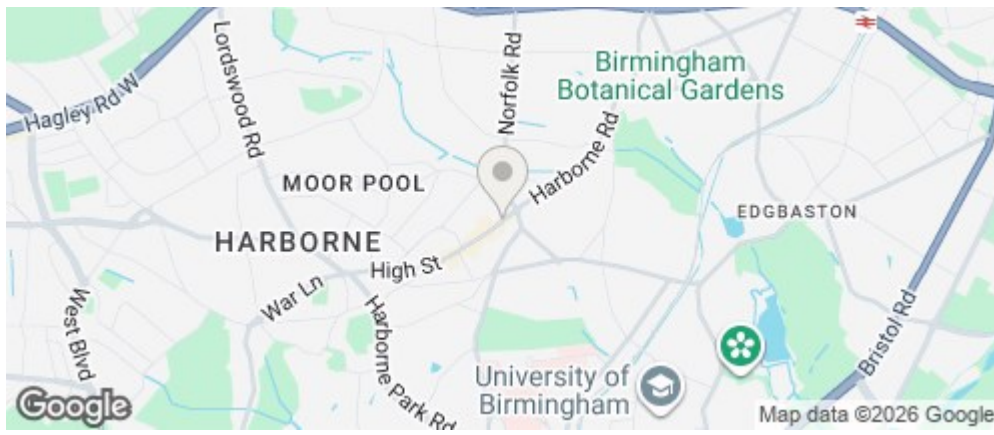 Lordswood Rd
Norfolk Rd
Birmingham
Botanical Gardens
Hagley Rd W
Harborne Rd
MOOR POOL
EDGBASTON
HARBORNE
High St
War Ln
West Blvd
Harborne Park Rd
Bristol Rd
University of
Birmingham
Google
Map data ©2026 Google